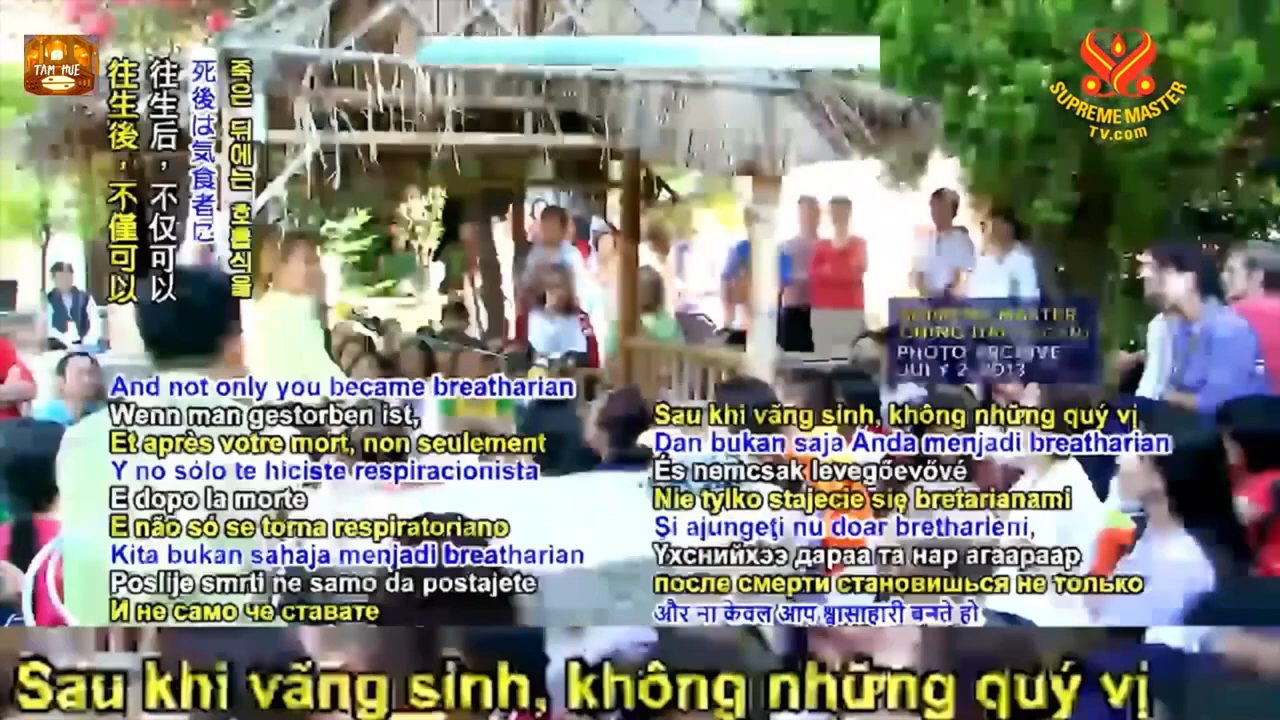 TAM HUE
SUPREME MASTER
TV.com
往生後，不僅可以
往生后，不仅可以
死後は気食者に
죽은 뒤에는 호흡식을
SUPREME MASTER
CHING HAI
PHOTO ARCHIVE
And not only you became breatharian
Wenn man gestorben ist,
Et après votre mort, non seulement
Y no sólo te hiciste respiracionista
E dopo la morte
E não só se torna respiratoriano
Kita bukan sahaja menjadi breatharian
Poslije smrti ne samo da postajete
И не само че ставате
Sau khi vãng sinh, không những quý vị
Dan bukan saja Anda menjadi breatharian
És nemcsak levegőevővé
Nie tylko stajecie się bretarianami
Și ajungeţi nu doar bretharieni,
Үхснийхээ дараа та нар агаараар
после смерти становишься не только
और ना केवल आप श्वासाहारी बनते हो
Sau khi vãng sinh, không những quý vị